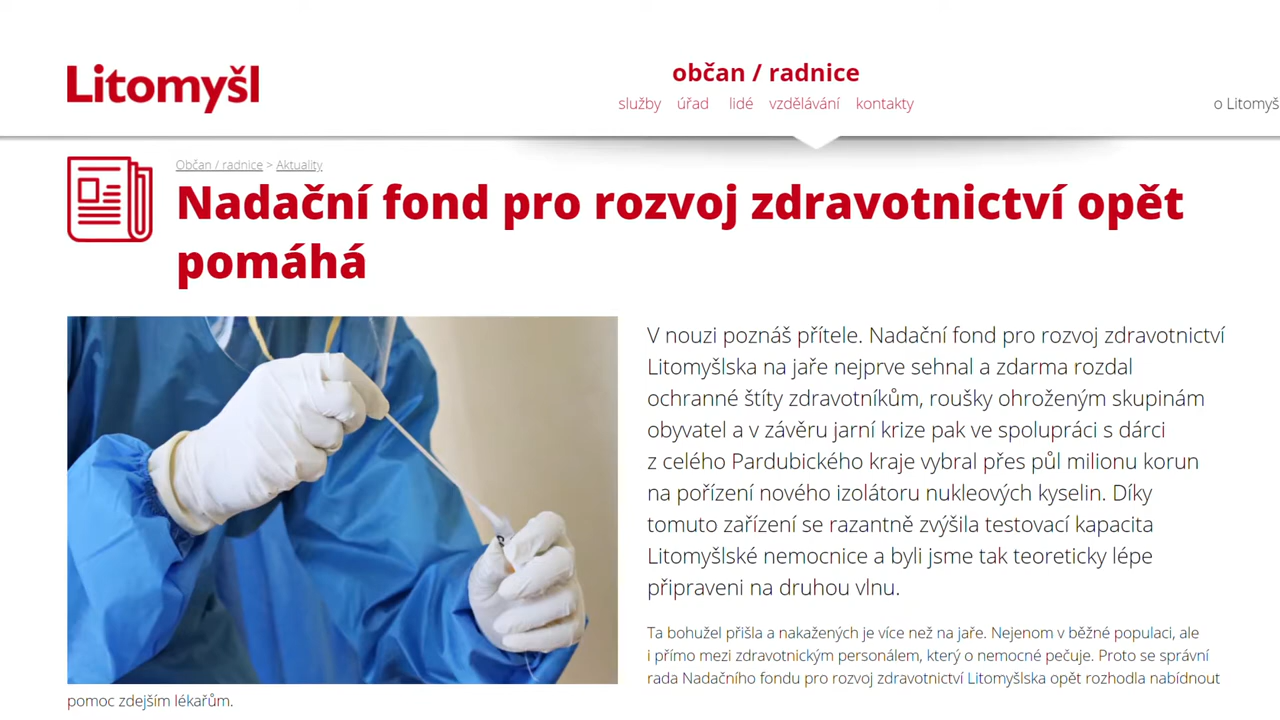 Litomyšl
občan / radnice
služby úřad lidé vzdělávání kontakty
o Litomyš
Občan / radnice > Aktuality
Nadační fond pro rozvoj zdravotnictví opět
pomáhá
V nouzi poznáš přítele. Nadační fond pro rozvoj zdravotnictví
Litomyšlska na jaře nejprve sehnal a zdarma rozdal
ochranné štíty zdravotníkům, roušky ohroženým skupinám
obyvatel a v závěru jarní krize pak ve spolupráci s dárci
z celého Pardubického kraje vybral přes půl milionu korun
na pořízení nového izolátoru nukleových kyselin. Díky
tomuto zařízení se razantně zvýšila testovací kapacita
Litomyšlské nemocnice a byli jsme tak teoreticky lépe
připraveni na druhou vlnu.
Ta bohužel přišla a nakažených je více než na jaře. Nejenom v běžné populaci, ale
i přímo mezi zdravotnickým personálem, který o nemocné pečuje. Proto se správní
rada Nadačního fondu pro rozvoj zdravotnictví Litomyšlska opět rozhodla nabídnout
pomoc zdejším lékařům.